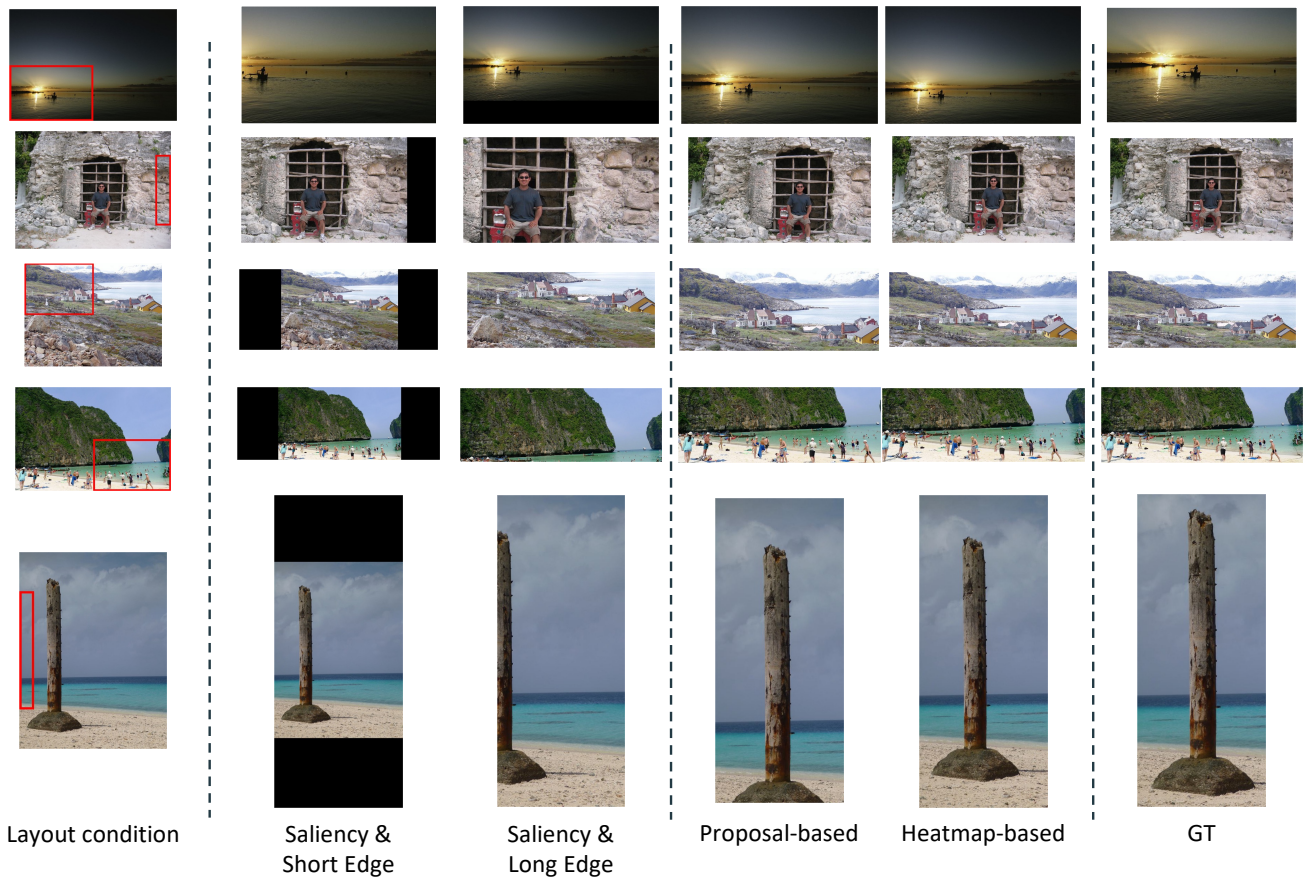 Layout condition
Saliency &
Short Edge
Saliency &
Long Edge
Proposal-based
Heatmap-based
GT